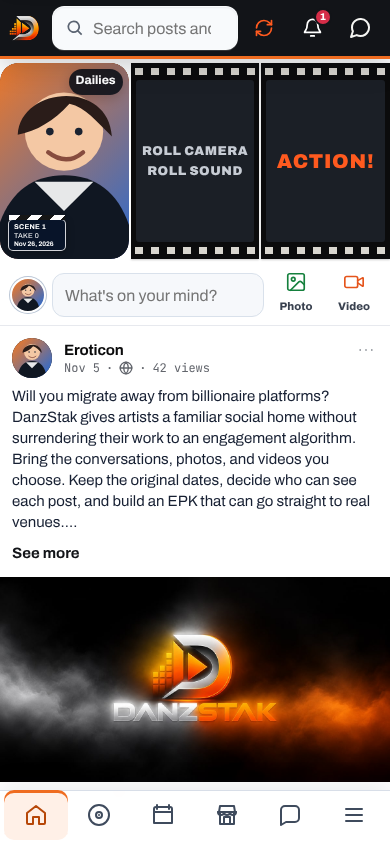 Search posts and
1
Dailies
SCENE 1
TAKE 0
Nov 26, 2026
ROLL CAMERA
ROLL SOUND
ACTION!
What's on your mind?
Photo
Video
Eroticon
···
Nov 5 · · 42 views
Will you migrate away from billionaire platforms?
DanzStak gives artists a familiar social home without
surrendering their work to an engagement algorithm.
Bring the conversations, photos, and videos you
choose. Keep the original dates, decide who can see
each post, and build an EPK that can go straight to real
venues....
See more
DANZSTAK